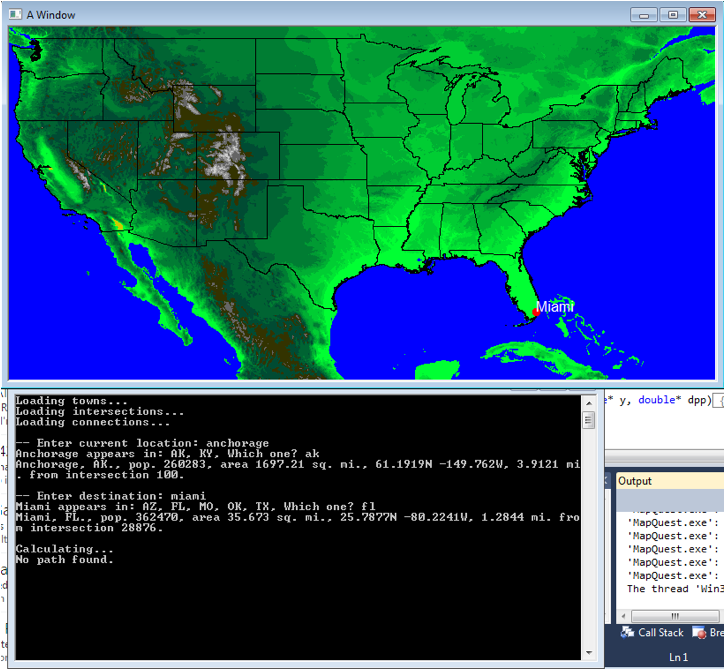 A Window
Miami
Loading towns...
Loading intersections...
Loading connections...
-- Enter current location: anchorage
Anchorage appears in: AK, KY, Which one? ak
Anchorage, AK., pop. 260283, area 1697.21 sq. mi., 61.1919N -149.762W, 3.9121 mi
. from intersection 100.
-- Enter destination: miami
Miami appears in: AZ, FL, MO, OK, TX, Which one? fl
Miami, FL., pop. 362470, area 35.673 sq. mi., 25.7877N -80.2241W, 1.2844 mi. fro
m intersection 28876.
Calculating...
No path found.
* y, double* dpp) {
Output
'MapQuest.exe':
'MapQuest.exe':
'MapQuest.exe':
'MapQuest.exe':
'MapQuest.exe':
The thread 'Win3
Call Stack
Bre
Ln 1